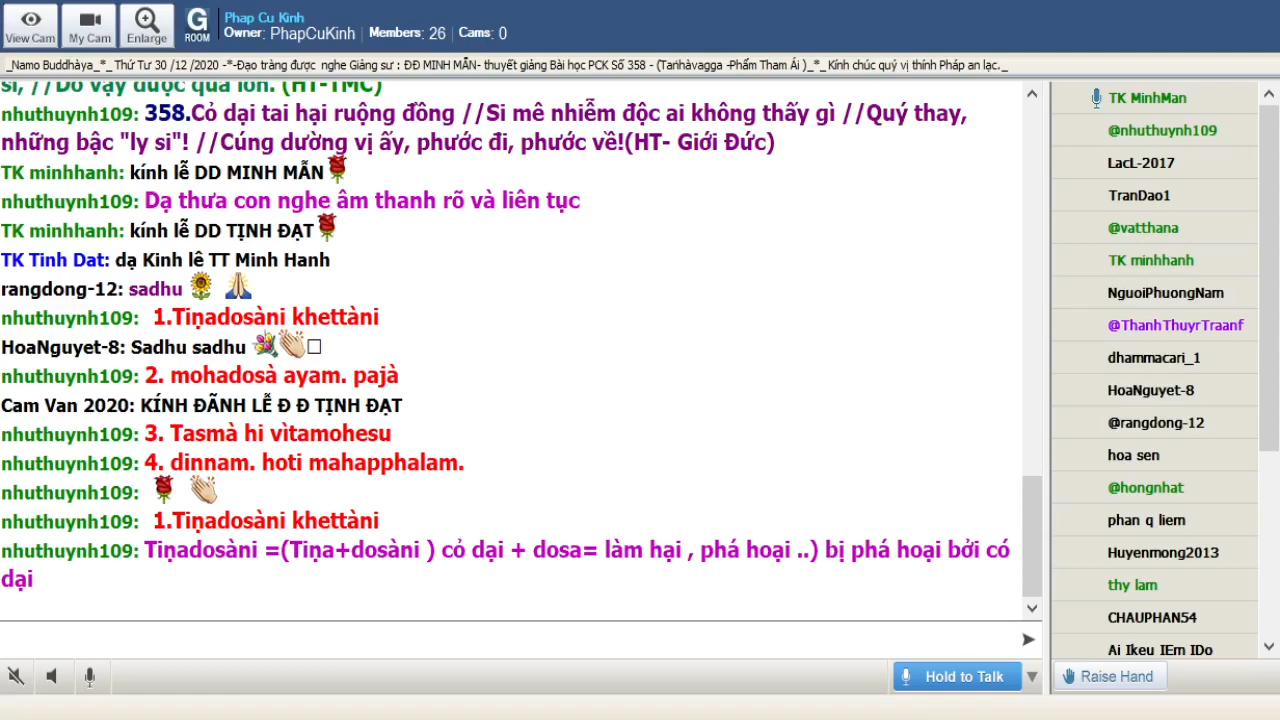 View Cam
My Cam
Enlarge
G
ROOM
Phap Cu Kinh
Owner: PhapCuKinh Members: 26 Cams: 0
_Namo Buddhàya_*_ Thứ Tư 30 /12 /2020 -*-Đạo tràng được nghe Giảng sư : ĐĐ MINH MẪN- thuyết giảng Bài học PCK Số 358 - (Taṅhàvagga -Phẩm Tham Ái )_*_ Kính chúc quý vị thính Pháp an lạc._
si, //Do vậy được quả lớn. (HT-TMC)
nhuthuynh109: 358.Cỏ dại tai hại ruộng đồng //Si mê nhiễm độc ai không thấy gì //Quý thay,
những bậc "ly si"! //Cúng dường vị ấy, phước đi, phước về!(HT- Giới Đức)
TK minhhanh: kính lễ DD MINH MẪN
nhuthuynh109: Dạ thưa con nghe âm thanh rõ và liên tục
TK minhhanh: kính lễ DD TỊNH ĐẠT
TK Tinh Dat: dạ Kinh lê TT Minh Hanh
rangdong-12: sadhu
nhuthuynh109: 1.Tiṇadosàni khettàni
HoaNguyet-8: Sadhu sadhu
nhuthuynh109: 2. mohadosà ayam. pajà
Cam Van 2020: KÍNH ĐÃNH LỄ Đ Đ TỊNH ĐẠT
nhuthuynh109: 3. Tasmà hi vìtamohesu
nhuthuynh109: 4. dinnam. hoti mahapphalam.
nhuthuynh109:
nhuthuynh109: 1.Tiṇadosàni khettàni
nhuthuynh109: Tiṇadosàni =(Tiṇa+dosàni ) cỏ dại + dosa= làm hại , phá hoại ..) bị phá hoại bởi có
dại
Hold to Talk
TK MinhMan
@nhuthuynh109
LacL-2017
TranDao1
@vatthana
TK minhhanh
NguoiPhuongNam
@ThanhThuyrTraanf
dhammacari_1
HoaNguyet-8
@rangdong-12
hoa sen
@hongnhat
phan q liem
Huyenmong2013
thy lam
CHAUPHAN54
Ai Ikeu IEm IDo
Raise Hand